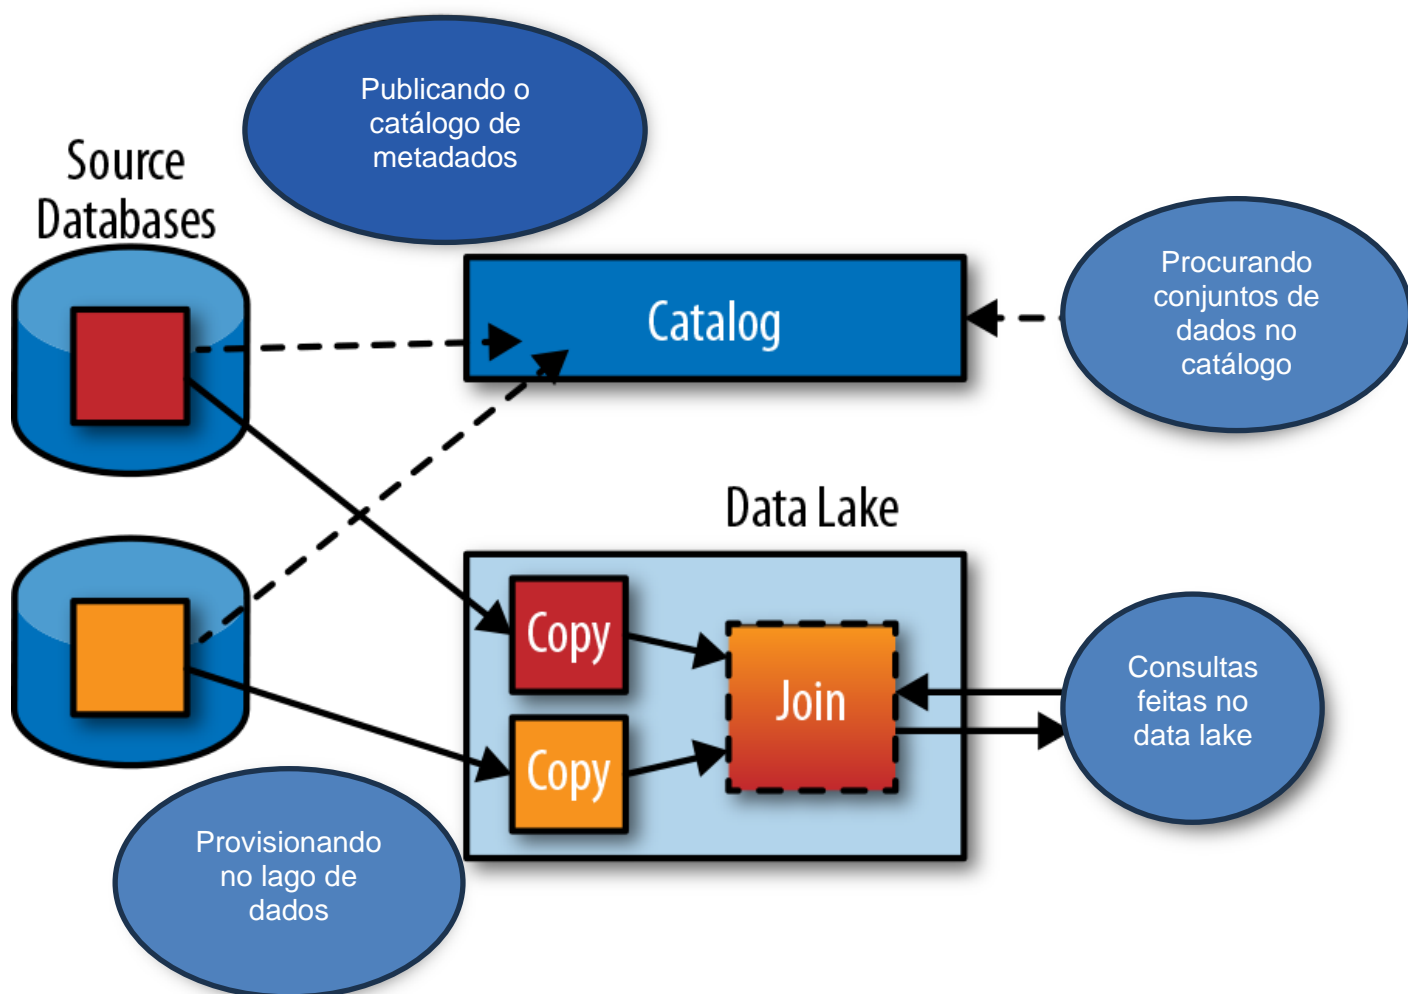 Publicando o
catálogo de
metadados
Source
Databases
Catalog
Procurando
conjuntos de
dados no
catálogo
Data Lake
Copy
Copy
Join
Consultas
feitas no
data lake
Provisionando
no lago de
dados